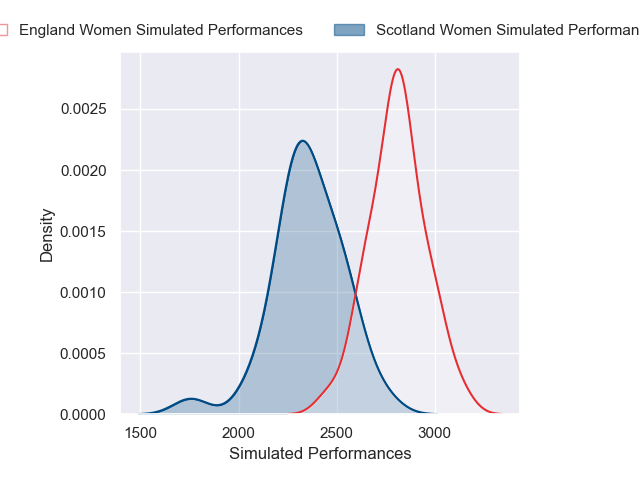 England Women Simulated Performances Scotland Women Simulated Performan
0.0025
0.0020
0.0015
0.0010
0.0005
0.0000
Density
1500 2000 2500 3000
Simulated Performances